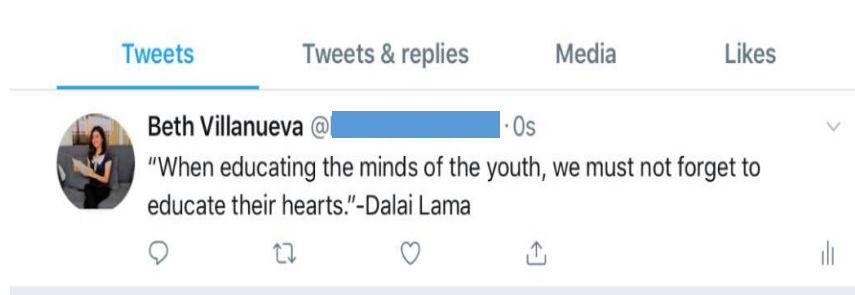 Tweets Tweets & replies Media Likes
Beth Villanueva @ · 0s
“When educating the minds of the youth, we must not forget to
educate their hearts.”-Dalai Lama